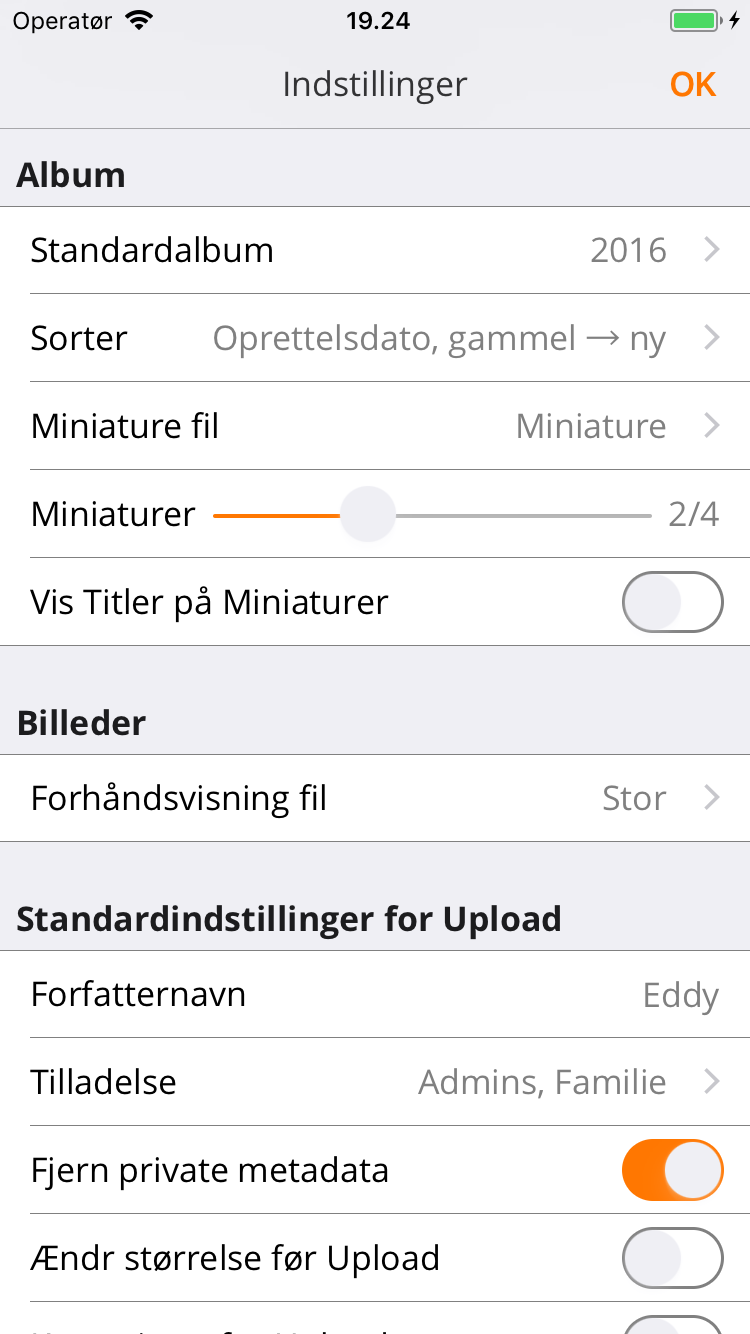 Operatør 19.24
Indstillinger OK
Album
Standardalbum 2016
Sorter Oprettelsdato, gammel → ny
Miniature fil Miniature
Miniaturer 2/4
Vis Titler på Miniaturer
Billeder
Forhåndsvisning fil Stor
Standardindstillinger for Upload
Forfatternavn Eddy
Tilladelse Admins, Familie
Fjern private metadata
Ændr størrelse før Upload